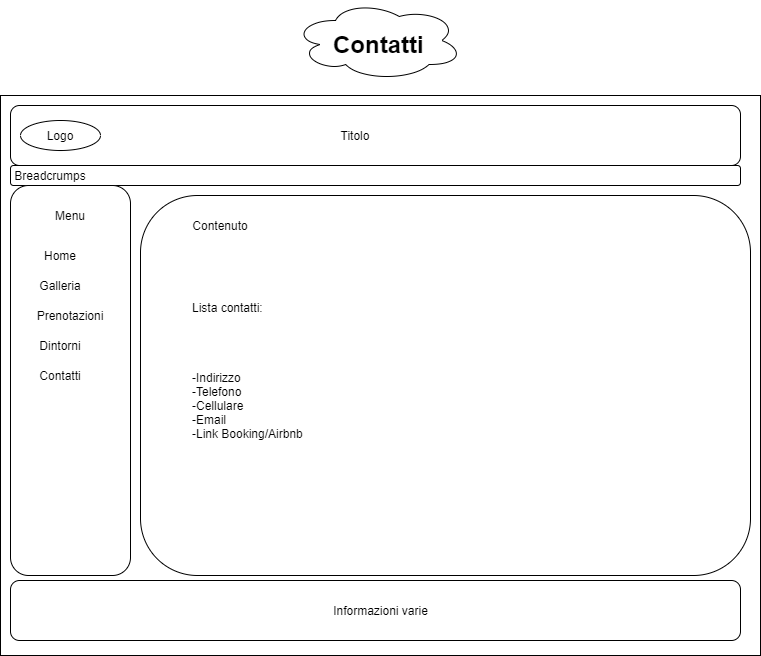 Contatti
Logo
Titolo
Breadcrumps
Menu
Home
Galleria
Prenotazioni
Dintorni
Contatti
Contenuto
Lista contatti:
-Indirizzo
-Telefono
-Cellulare
-Email
-Link Booking/Airbnb
Informazioni varie